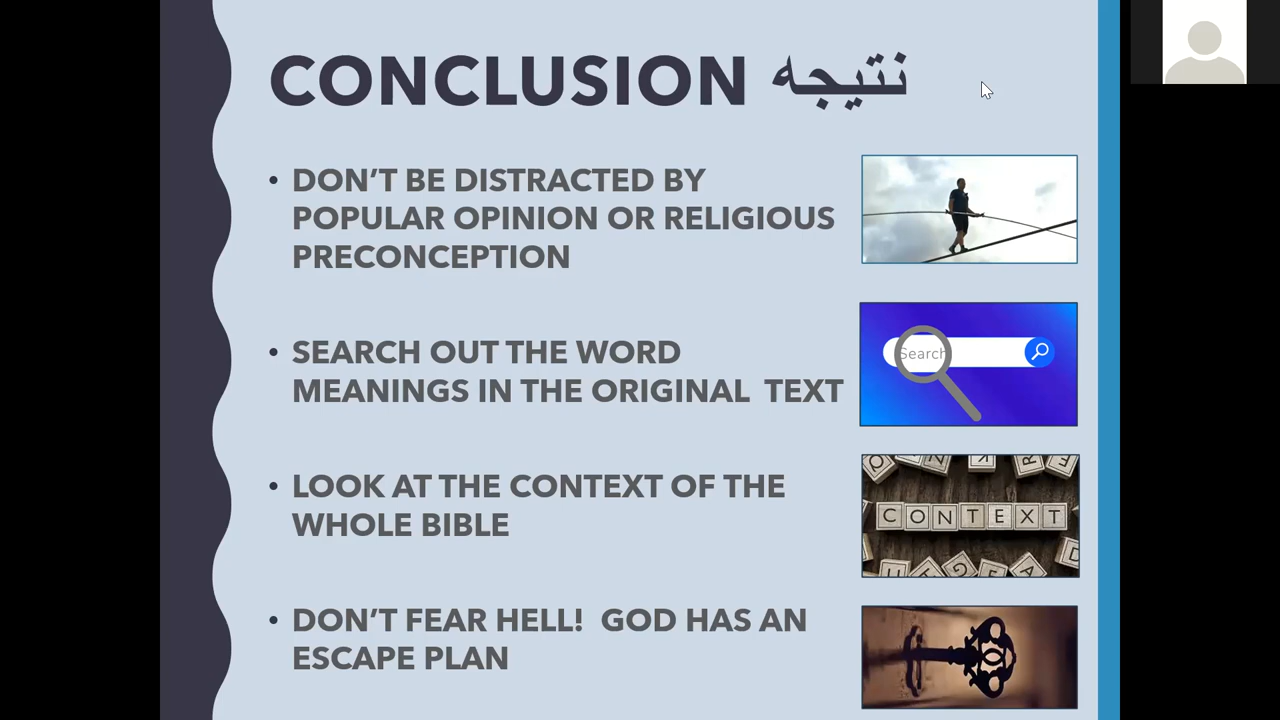 CONCLUSION نتیجه
• DON'T BE DISTRACTED BY
POPULAR OPINION OR RELIGIOUS
PRECONCEPTION
• SEARCH OUT THE WORD
MEANINGS IN THE ORIGINAL TEXT
Search
• LOOK AT THE CONTEXT OF THE
WHOLE BIBLE
CONTEXT
• DON'T FEAR HELL! GOD HAS AN
ESCAPE PLAN